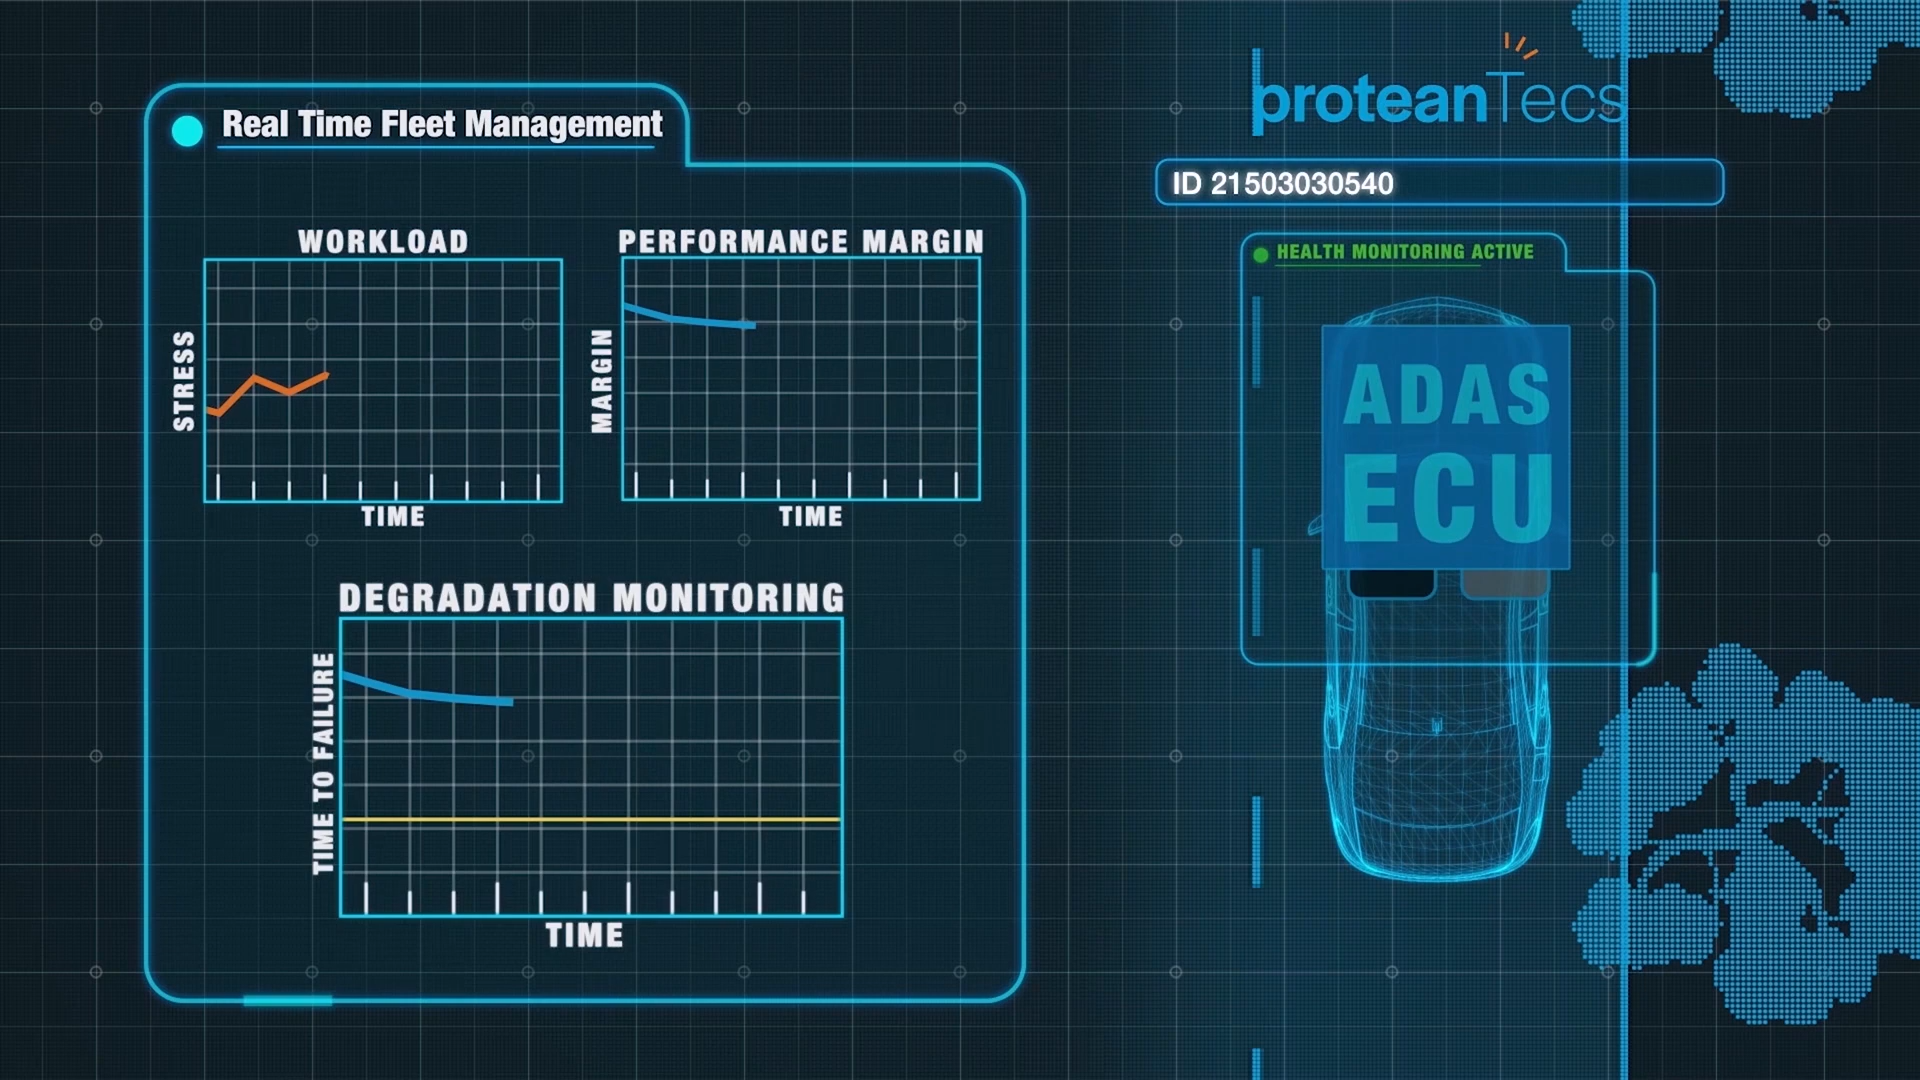 Real Time Fleet Management
WORKLOAD
STRESS
TIME
PERFORMANCE MARGIN
MARGIN
TIME
DEGRADATION MONITORING
TIME TO FAILURE
TIME
proteanTecs
ID 21503030540
HEALTH MONITORING ACTIVE
ADAS
ECU